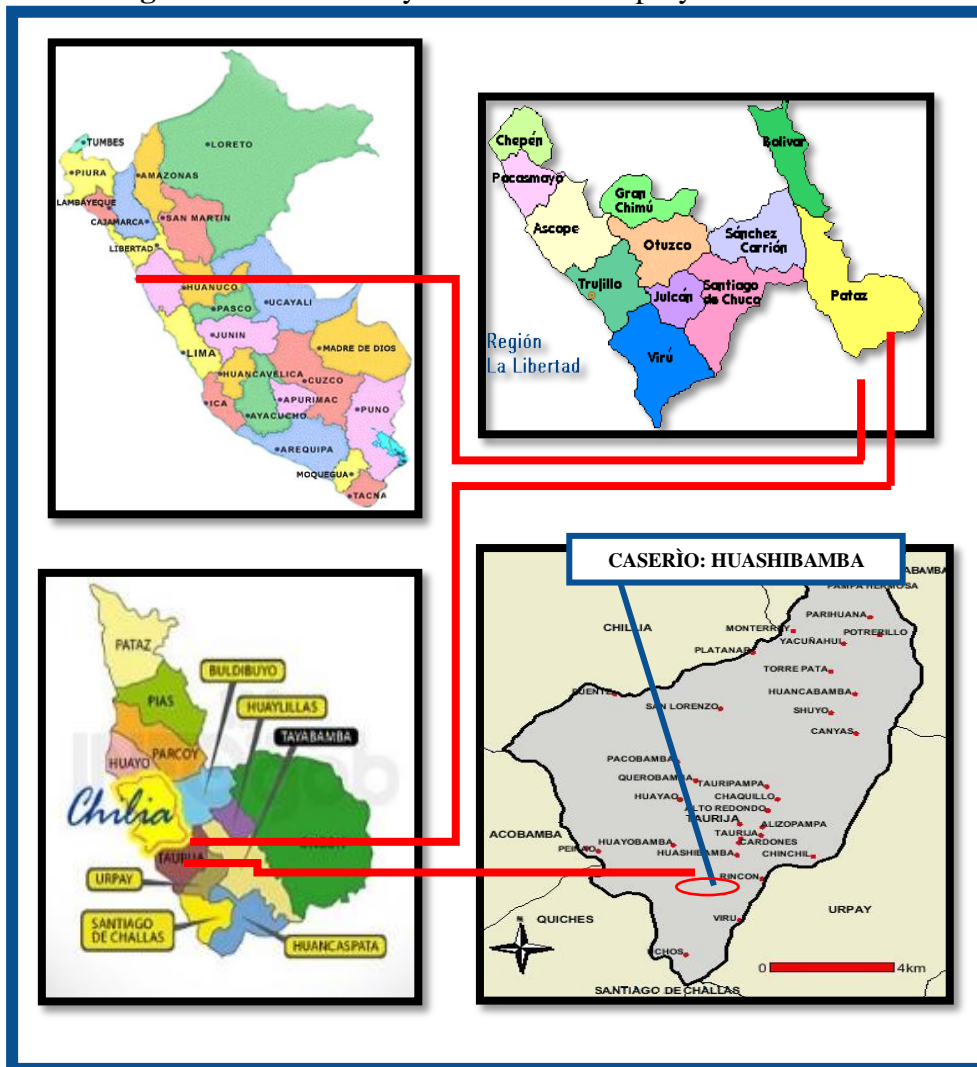 TUMBES
LORETO
PIURA
AMAZONAS
LAMBAYEQUE
SAN MARTIN
CAJAMARCA
LIBERTAD
HUANUCO
UCAYALI
PASCO
JUNIN
LIMA
MADRE DE DIOS
HUANCAVELICA
CUZCO
ICA
APURIMAC
PUNO
AYACUCHO
AREQUIPA
MOQUEGUA
TACNA
Chepén
Bolívar
Pacasmayo
Gran
Chimú
Ascope
Sánchez
Carrión
Otuzco
Trujillo
Julcán
Santiago
de Chuco
Pataz
Región
La Libertad
Virú
PATAZ
BULDIBUYO
PIAS
HUAYLILLAS
TAYABAMBA
PARCOY
HUAYO
Chilia
TAURIJA
URPAY
SANTIAGO
DE CHALLAS
HUANCASPATA
CASERÌO: HUASHIBAMBA
PAMPA HERMOSA
PARIHUANA
CHILLIA
MONTERREY
POTRERILLO
YACUÑAHUI
PLATANAR
TORRE PATA
HUANCABAMBA
SAN LORENZO
SHUYO
CANYAS
PACOBAMBA
QUEROBAMBA
TAURIPAMPA
HUAYAO
CHAQUILLO
ALTO REDONDO
TAURIJA
ALIZOPAMPA
ACOBAMBA
TAURIJA
CARDONES
HUAYOBAMBA
HUASHIBAMBA
CHINCHIL
RINCON
URPAY
QUICHES
VIRU
N
0 4km
SANTIAGO DE CHALLAS